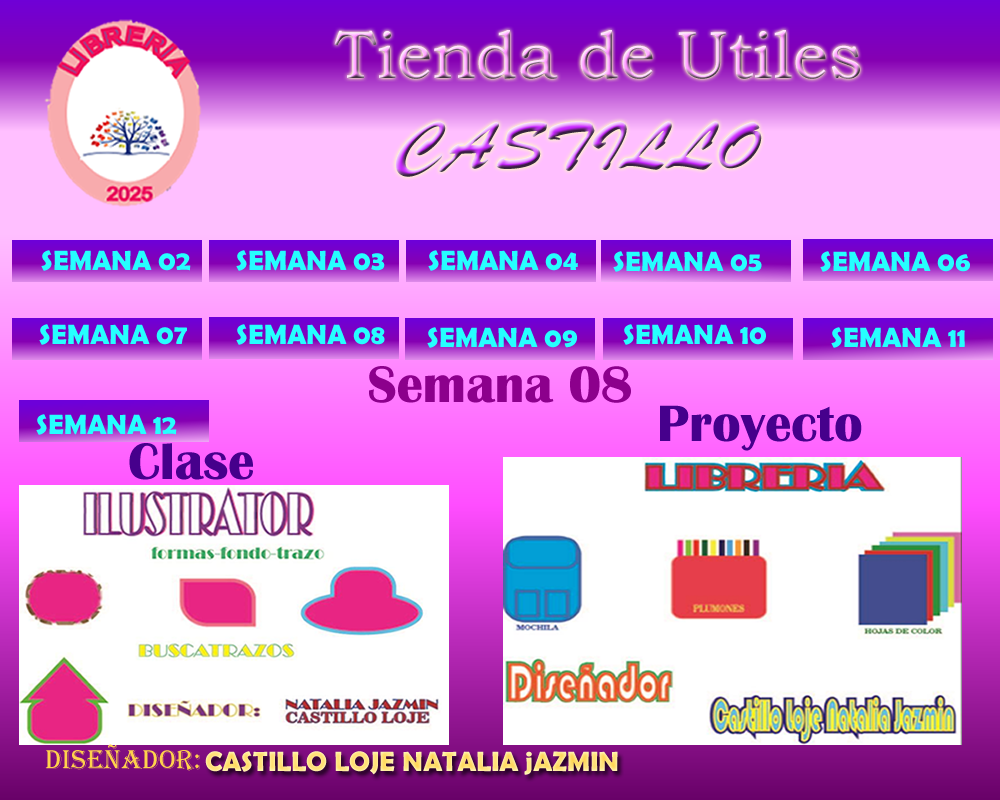 LIBRERIA
2025
Tienda de Utiles
CASTILLO
SEMANA 02
SEMANA 03
SEMANA 04
SEMANA 05
SEMANA 06
SEMANA 07
SEMANA 08
SEMANA 09
SEMANA 10
SEMANA 11
Semana 08
SEMANA 12
Clase
ILUSTRATOR
formas-fondo-trazo
BUSCATRAZOS
DISEÑADOR:
NATALIA JAZMIN
CASTILLO LOJE
Proyecto
LIBRERIA
MOCHILA
PLUMONES
HOJAS DE COLOR
Diseñador
Castillo Loje Natalia Jazmin
DISEÑADOR: CASTILLO LOJE NATALIA jAZMIN